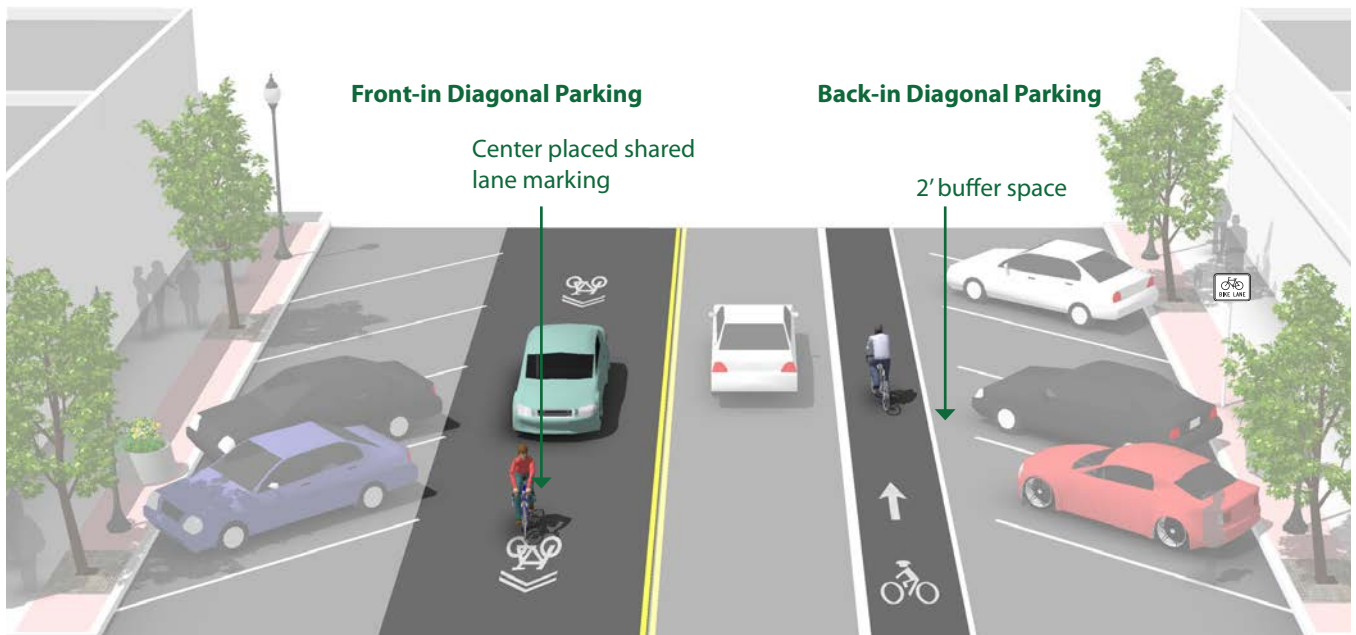 Front-in Diagonal Parking
Back-in Diagonal Parking
Center placed shared
lane marking
2’ buffer space
BIKE LANE